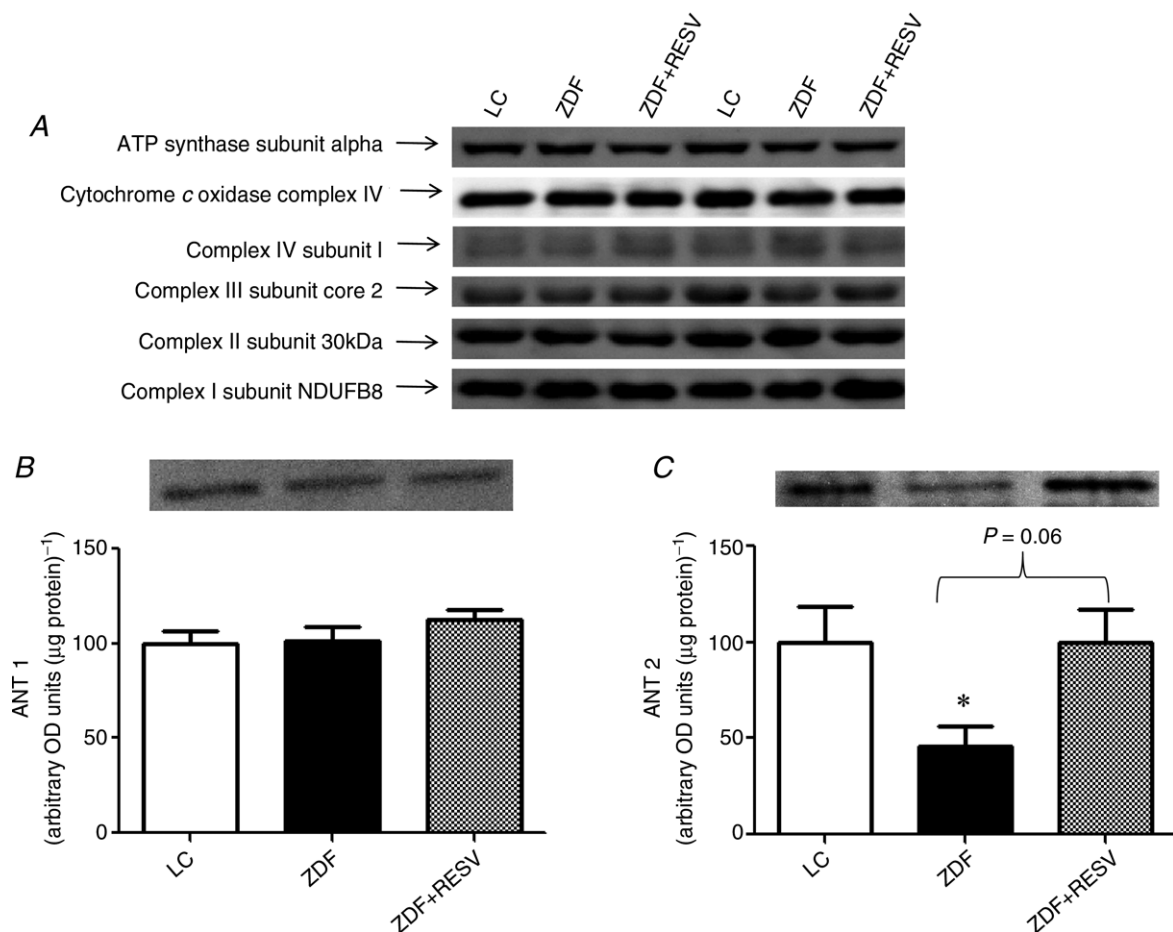 LC ZDF ZDF+RESV LC ZDF ZDF+RESV
A
ATP synthase subunit alpha
Cytochrome c oxidase complex IV
Complex IV subunit I
Complex III subunit core 2
Complex II subunit 30kDa
Complex I subunit NDUFB8
B
ANT 1
(arbitrary OD units (µg protein)⁻¹
150
100
50
0
LC ZDF ZDF+RESV
C
P = 0.06
ANT 2
(arbitrary OD units (µg protein)⁻¹
150
100
50
0
*
LC ZDF ZDF+RESV